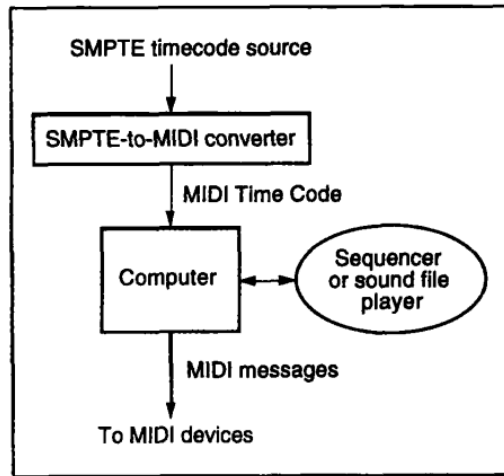 SMPTE timecode source
SMPTE-to-MIDI converter
MIDI Time Code
Computer
Sequencer
or sound file
player
MIDI messages
To MIDI devices